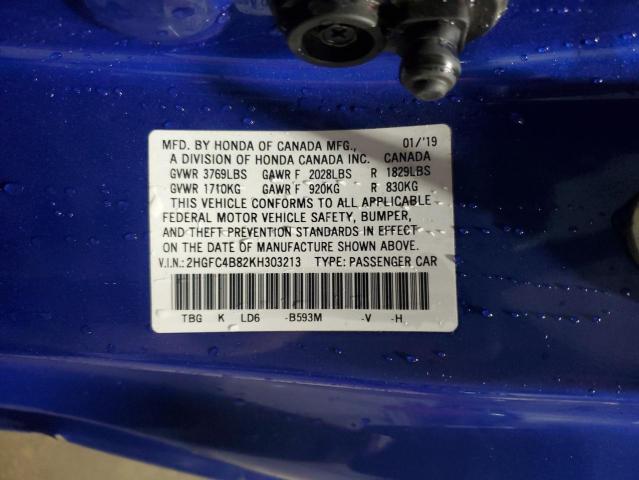 MFD. BY HONDA OF CANADA MFG., 01/'19
A DIVISION OF HONDA CANADA INC. CANADA
GVWR 3769LBS GAWR F 2028LBS R 1829LBS
GVWR 1710KG GAWR F 920KG R 830KG
THIS VEHICLE CONFORMS TO ALL APPLICABLE
FEDERAL MOTOR VEHICLE SAFETY, BUMPER,
AND THEFT PREVENTION STANDARDS IN EFFECT
ON THE DATE OF MANUFACTURE SHOWN ABOVE.
V.I.N.: 2HGFC4B82KH303213 TYPE: PASSENGER CAR
TBG K LD6 -B593M -V -H